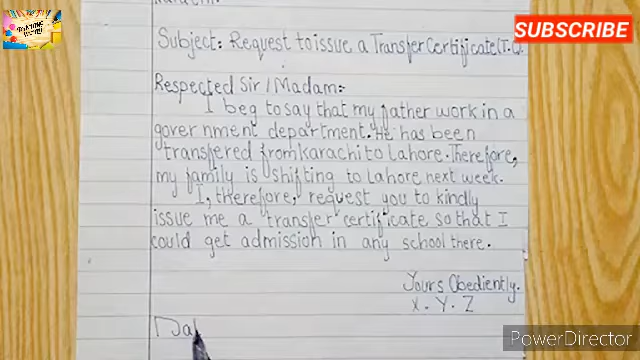 SUBSCRIBE
Subject: Request to issue a Transfer Certificate (T.C).
Respected Sir / Madam:-
I beg to say that my father work in a
government department. He has been
transferred from karachi to Lahore. Therefore,
my family is shifting to Lahore next week.
I, therefore, request you to kindly
issue me a transfer certificate so that I
could get admission in any school there.
Yours Obediently.
X. Y. Z
Da
PowerDirector